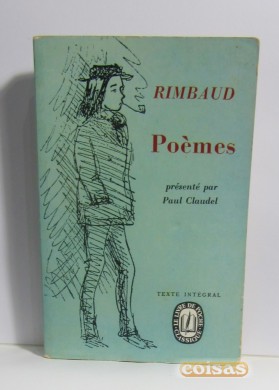 RIMBAUD
Poèmes
présenté par
Paul Claudel
TEXTE INTÉGRAL
LE LIVRE DE POCHE
CLASSIQUE
coisas